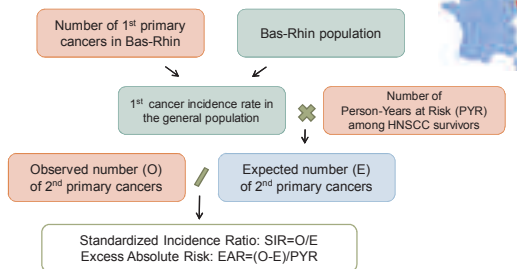 Number of 1st primary
cancers in Bas-Rhin
Bas-Rhin population
1st cancer incidence rate in
the general population
Number of
Person-Years at Risk (PYR)
among HNSCC survivors
Observed number (O)
of 2nd primary cancers
Expected number (E)
of 2nd primary cancers
Standardized Incidence Ratio: SIR=O/E
Excess Absolute Risk: EAR=(O-E)/PYR